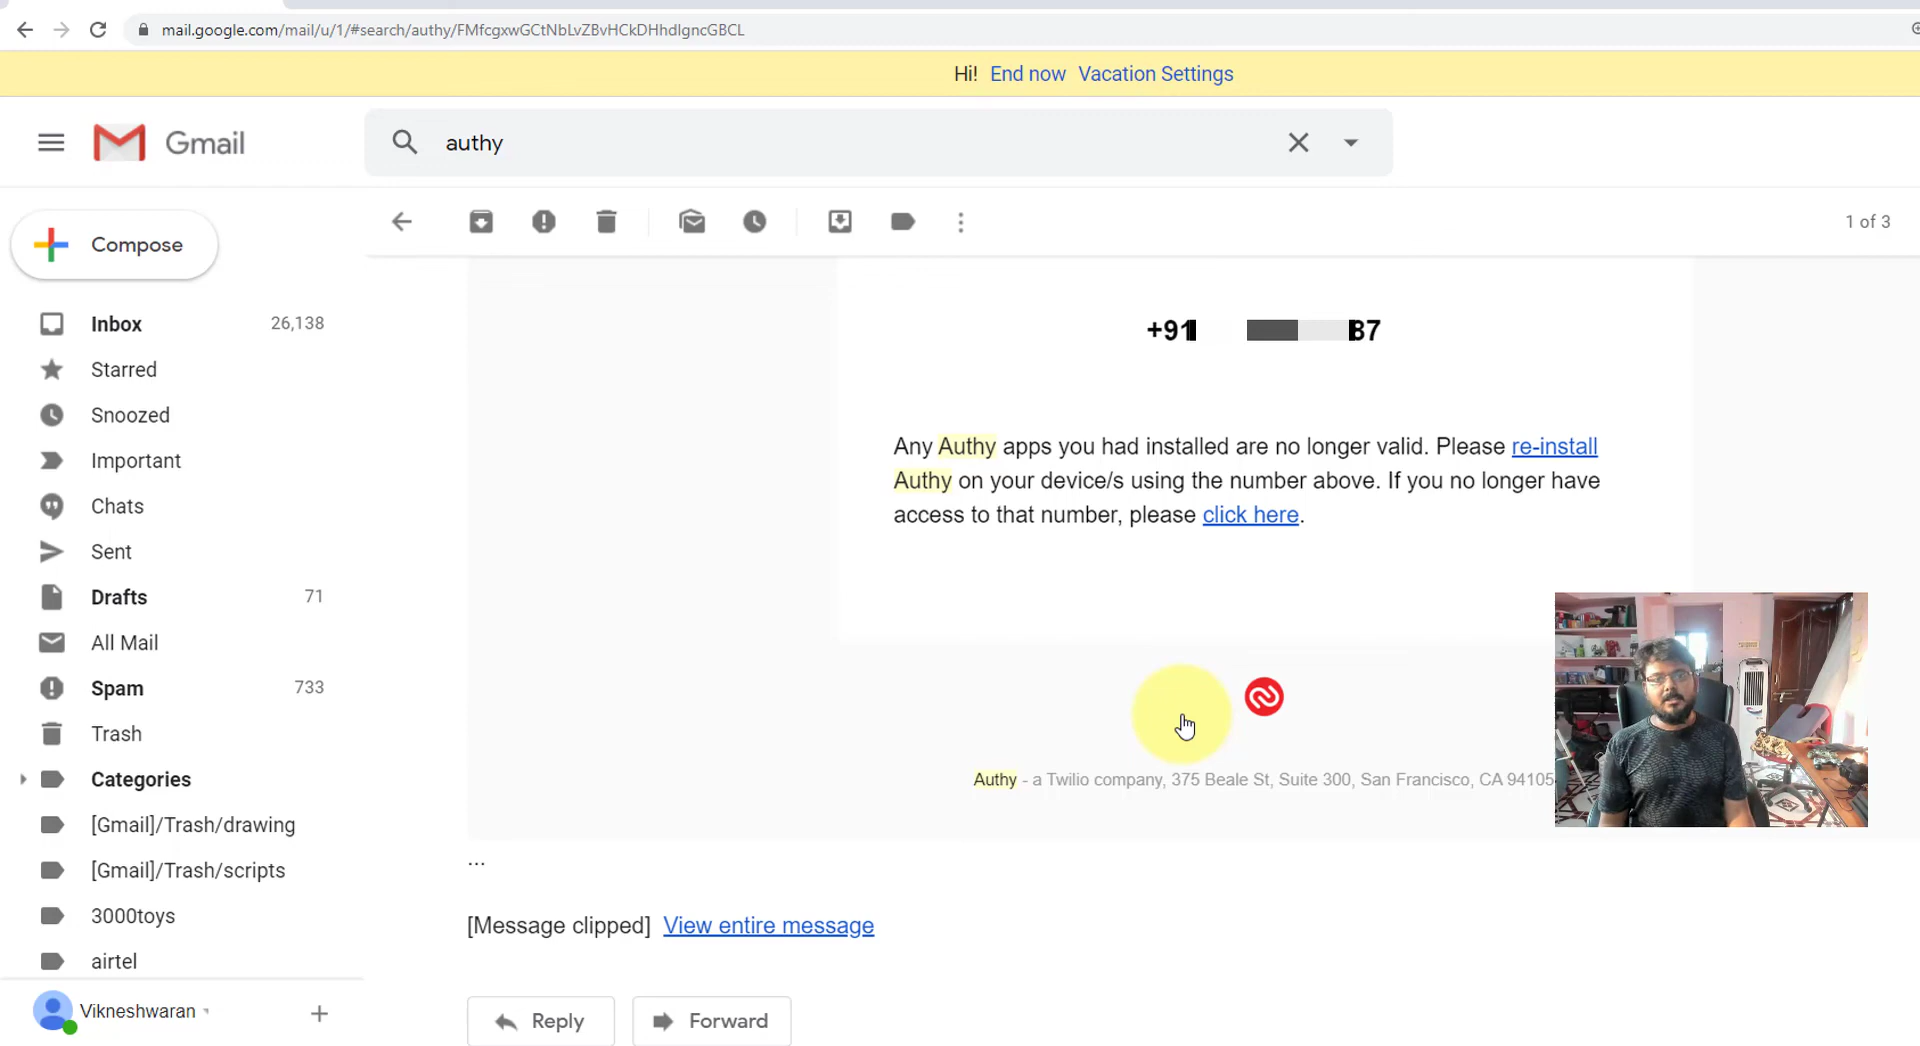 mail.google.com/mail/u/1/#search/authy/FMfcgxwGCtNbLvZBvHCkDHhdlgncGBCL
Hi! End now Vacation Settings
Gmail
authy
1 of 3
Compose
Inbox 26,138
Starred
Snoozed
Important
Chats
Sent
Drafts 71
All Mail
Spam 733
Trash
Categories
[Gmail]/Trash/drawing
[Gmail]/Trash/scripts
3000toys
airtel
Vikneshwaran
+91 87
Any Authy apps you had installed are no longer valid. Please re-install
Authy on your device/s using the number above. If you no longer have
access to that number, please click here.
Authy - a Twilio company, 375 Beale St, Suite 300, San Francisco, CA 94105
...
[Message clipped] View entire message
Reply
Forward